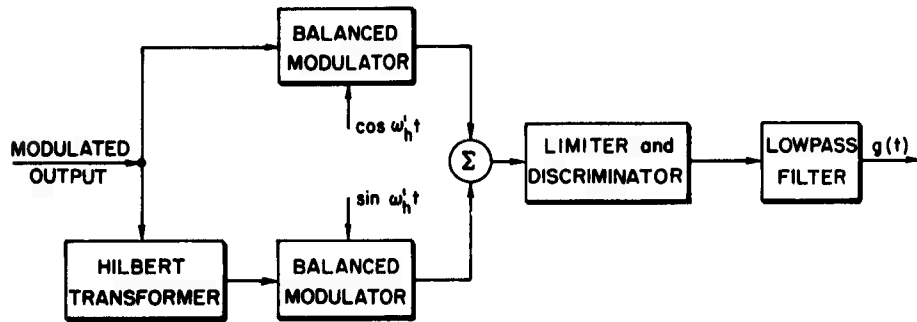 BALANCED
MODULATOR
cos ω'ₕt
MODULATED
OUTPUT
Σ
LIMITER and
DISCRIMINATOR
LOWPASS
FILTER
g(t)
sin ω'ₕt
HILBERT
TRANSFORMER
BALANCED
MODULATOR